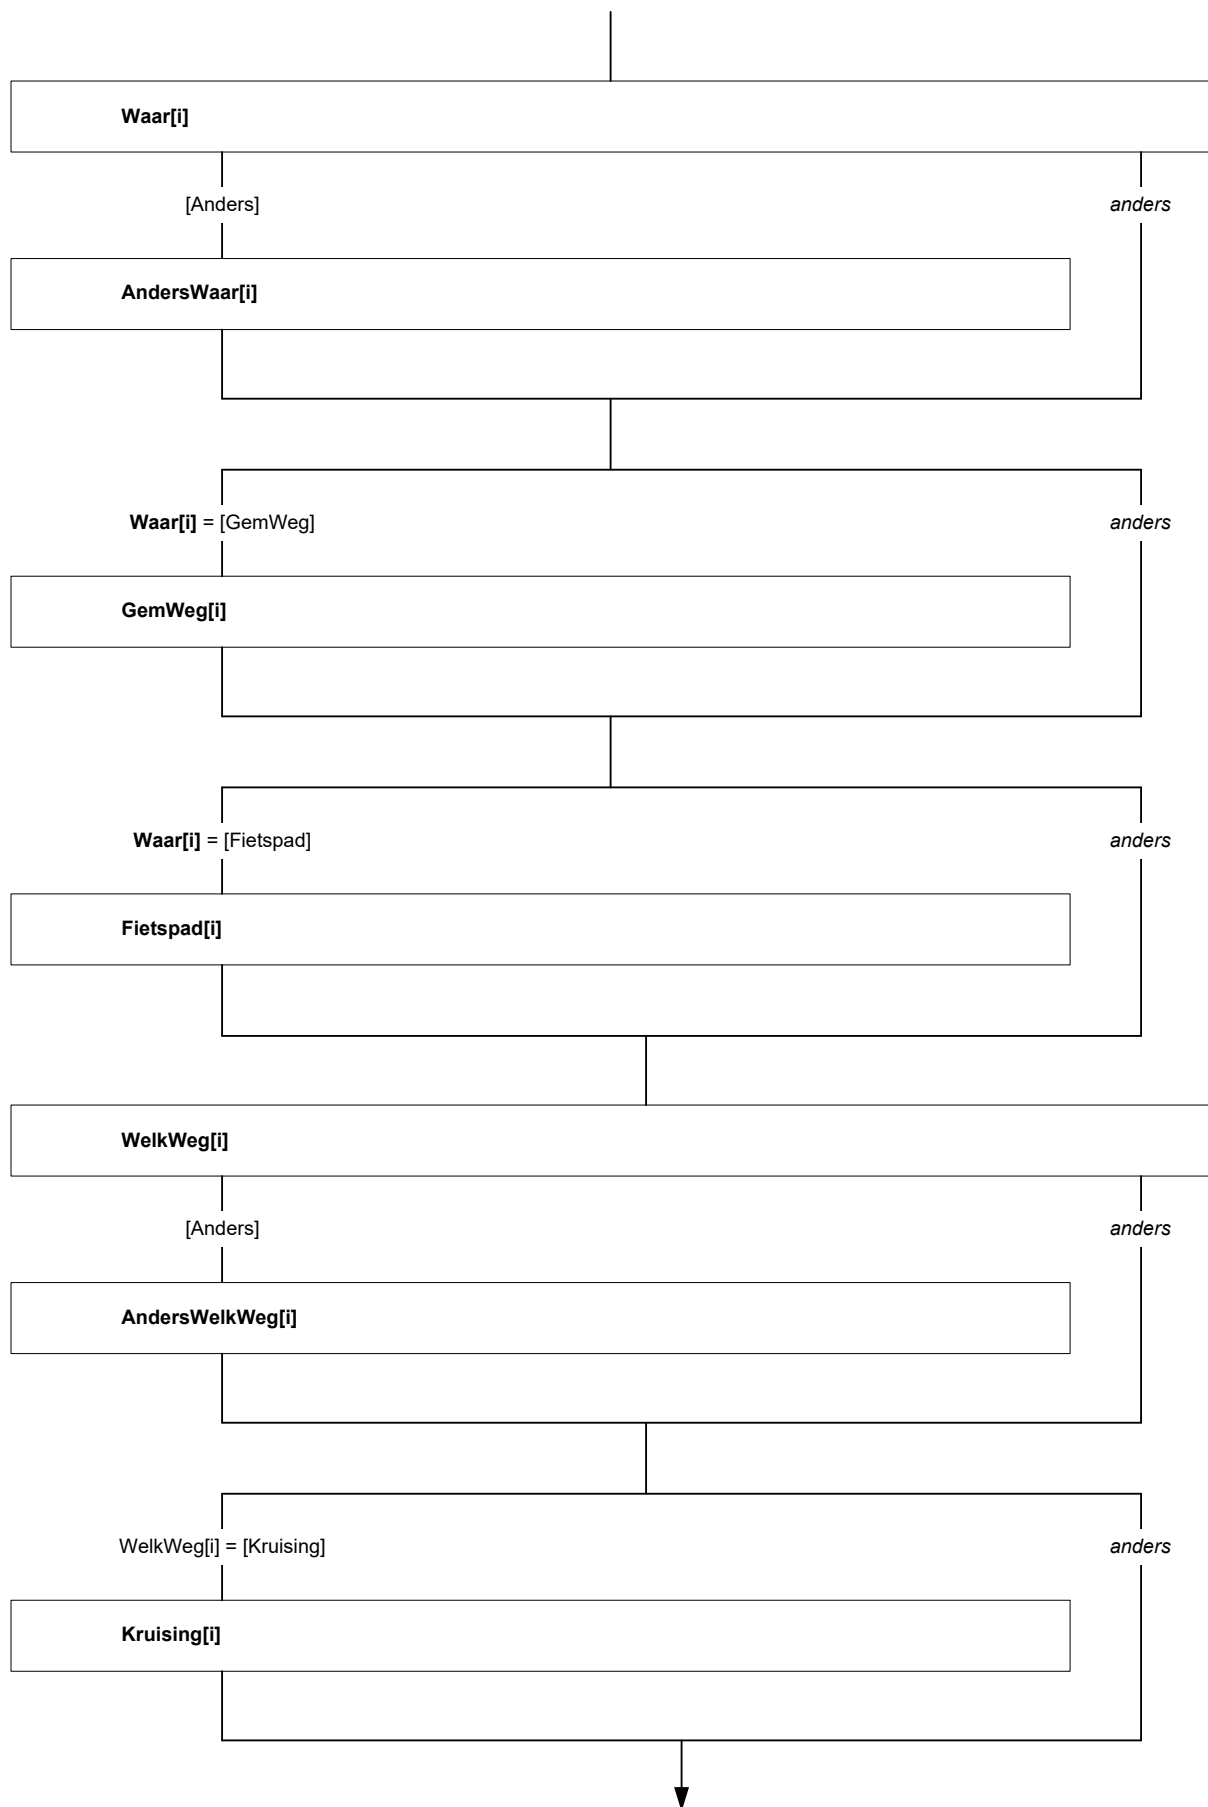 Waar[i]
[Anders] anders
AndersWaar[i]
Waar[i] = [GemWeg] anders
GemWeg[i]
Waar[i] = [Fietspad] anders
Fietspad[i]
WelkWeg[i]
[Anders] anders
AndersWelkWeg[i]
WelkWeg[i] = [Kruising] anders
Kruising[i]